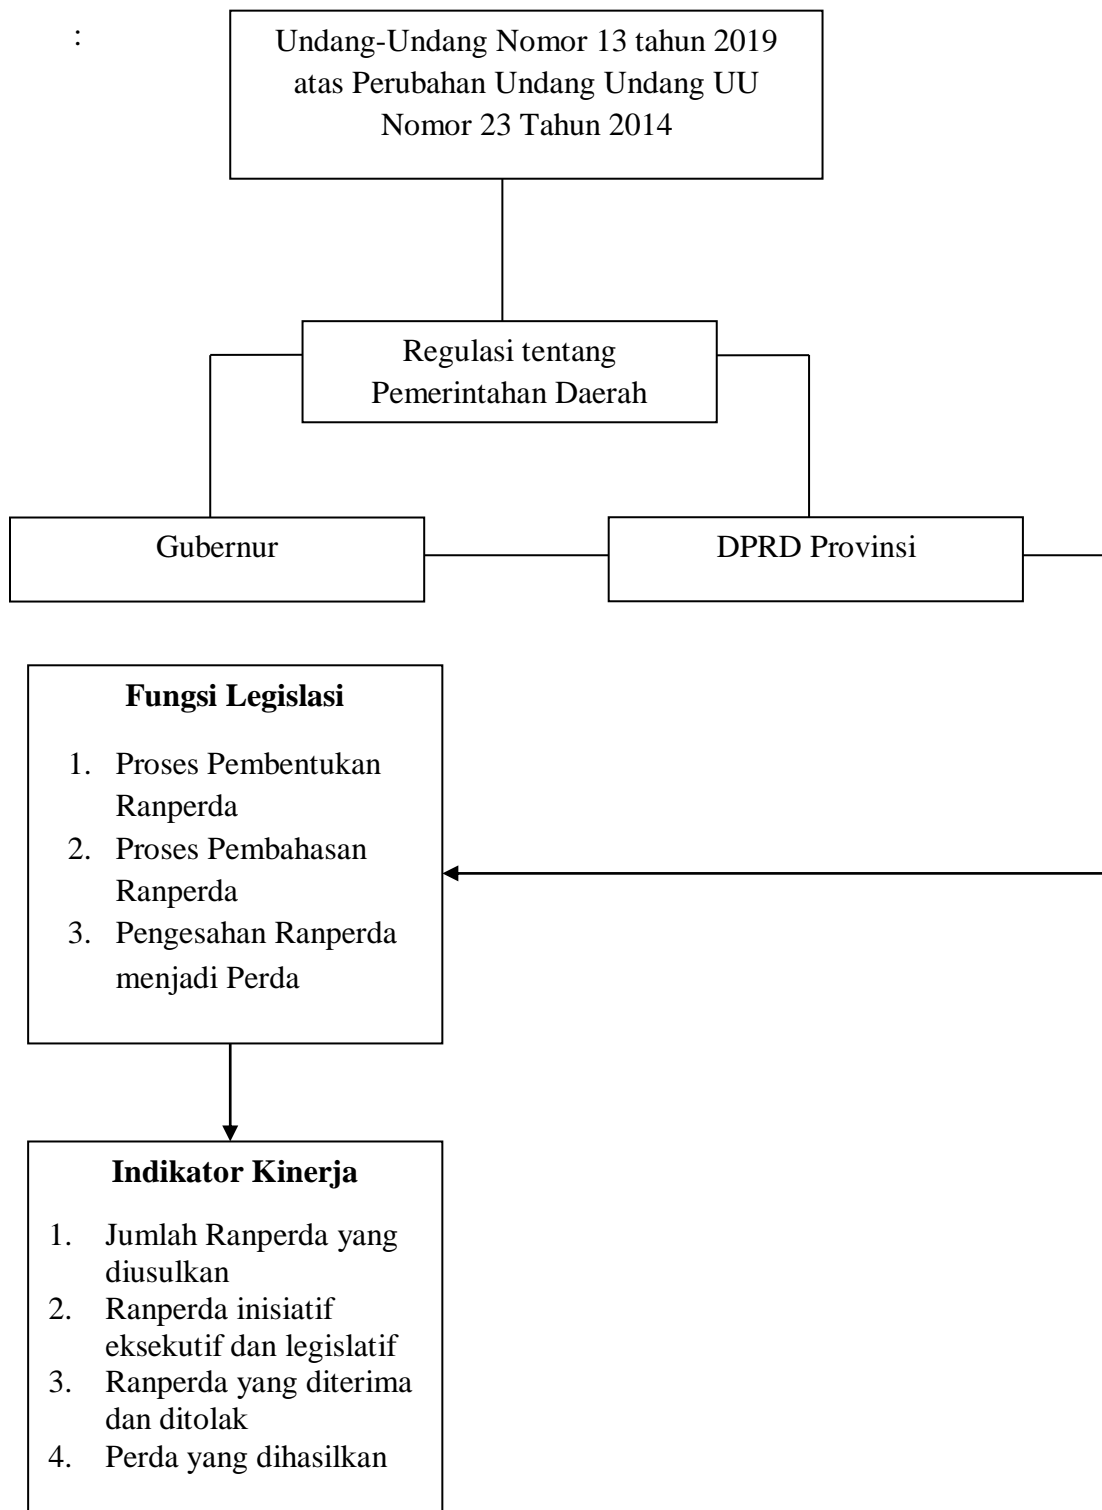 :
Undang-Undang Nomor 13 tahun 2019
atas Perubahan Undang Undang UU
Nomor 23 Tahun 2014
Regulasi tentang
Pemerintahan Daerah
Gubernur
DPRD Provinsi
Fungsi Legislasi
1. Proses Pembentukan
Ranperda
2. Proses Pembahasan
Ranperda
3. Pengesahan Ranperda
menjadi Perda
Indikator Kinerja
1. Jumlah Ranperda yang
diusulkan
2. Ranperda inisiatif
eksekutif dan legislatif
3. Ranperda yang diterima
dan ditolak
4. Perda yang dihasilkan